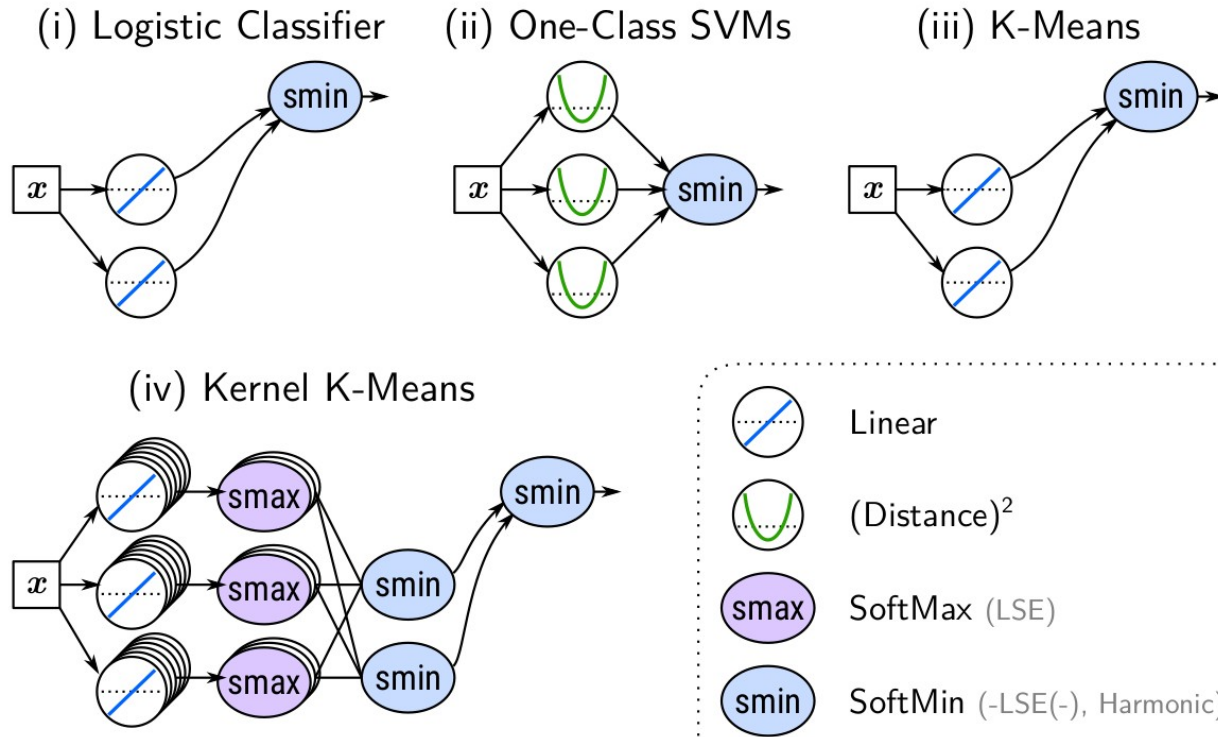 (i) Logistic Classifier
(ii) One-Class SVMs
(iii) K-Means
smin
smin
x
x
smin
x
(iv) Kernel K-Means
Linear
smax
smin
(Distance)²
x
smax
smin
smax
SoftMax (LSE)
smax
smin
smin
SoftMin (-LSE(-), Harmonic)